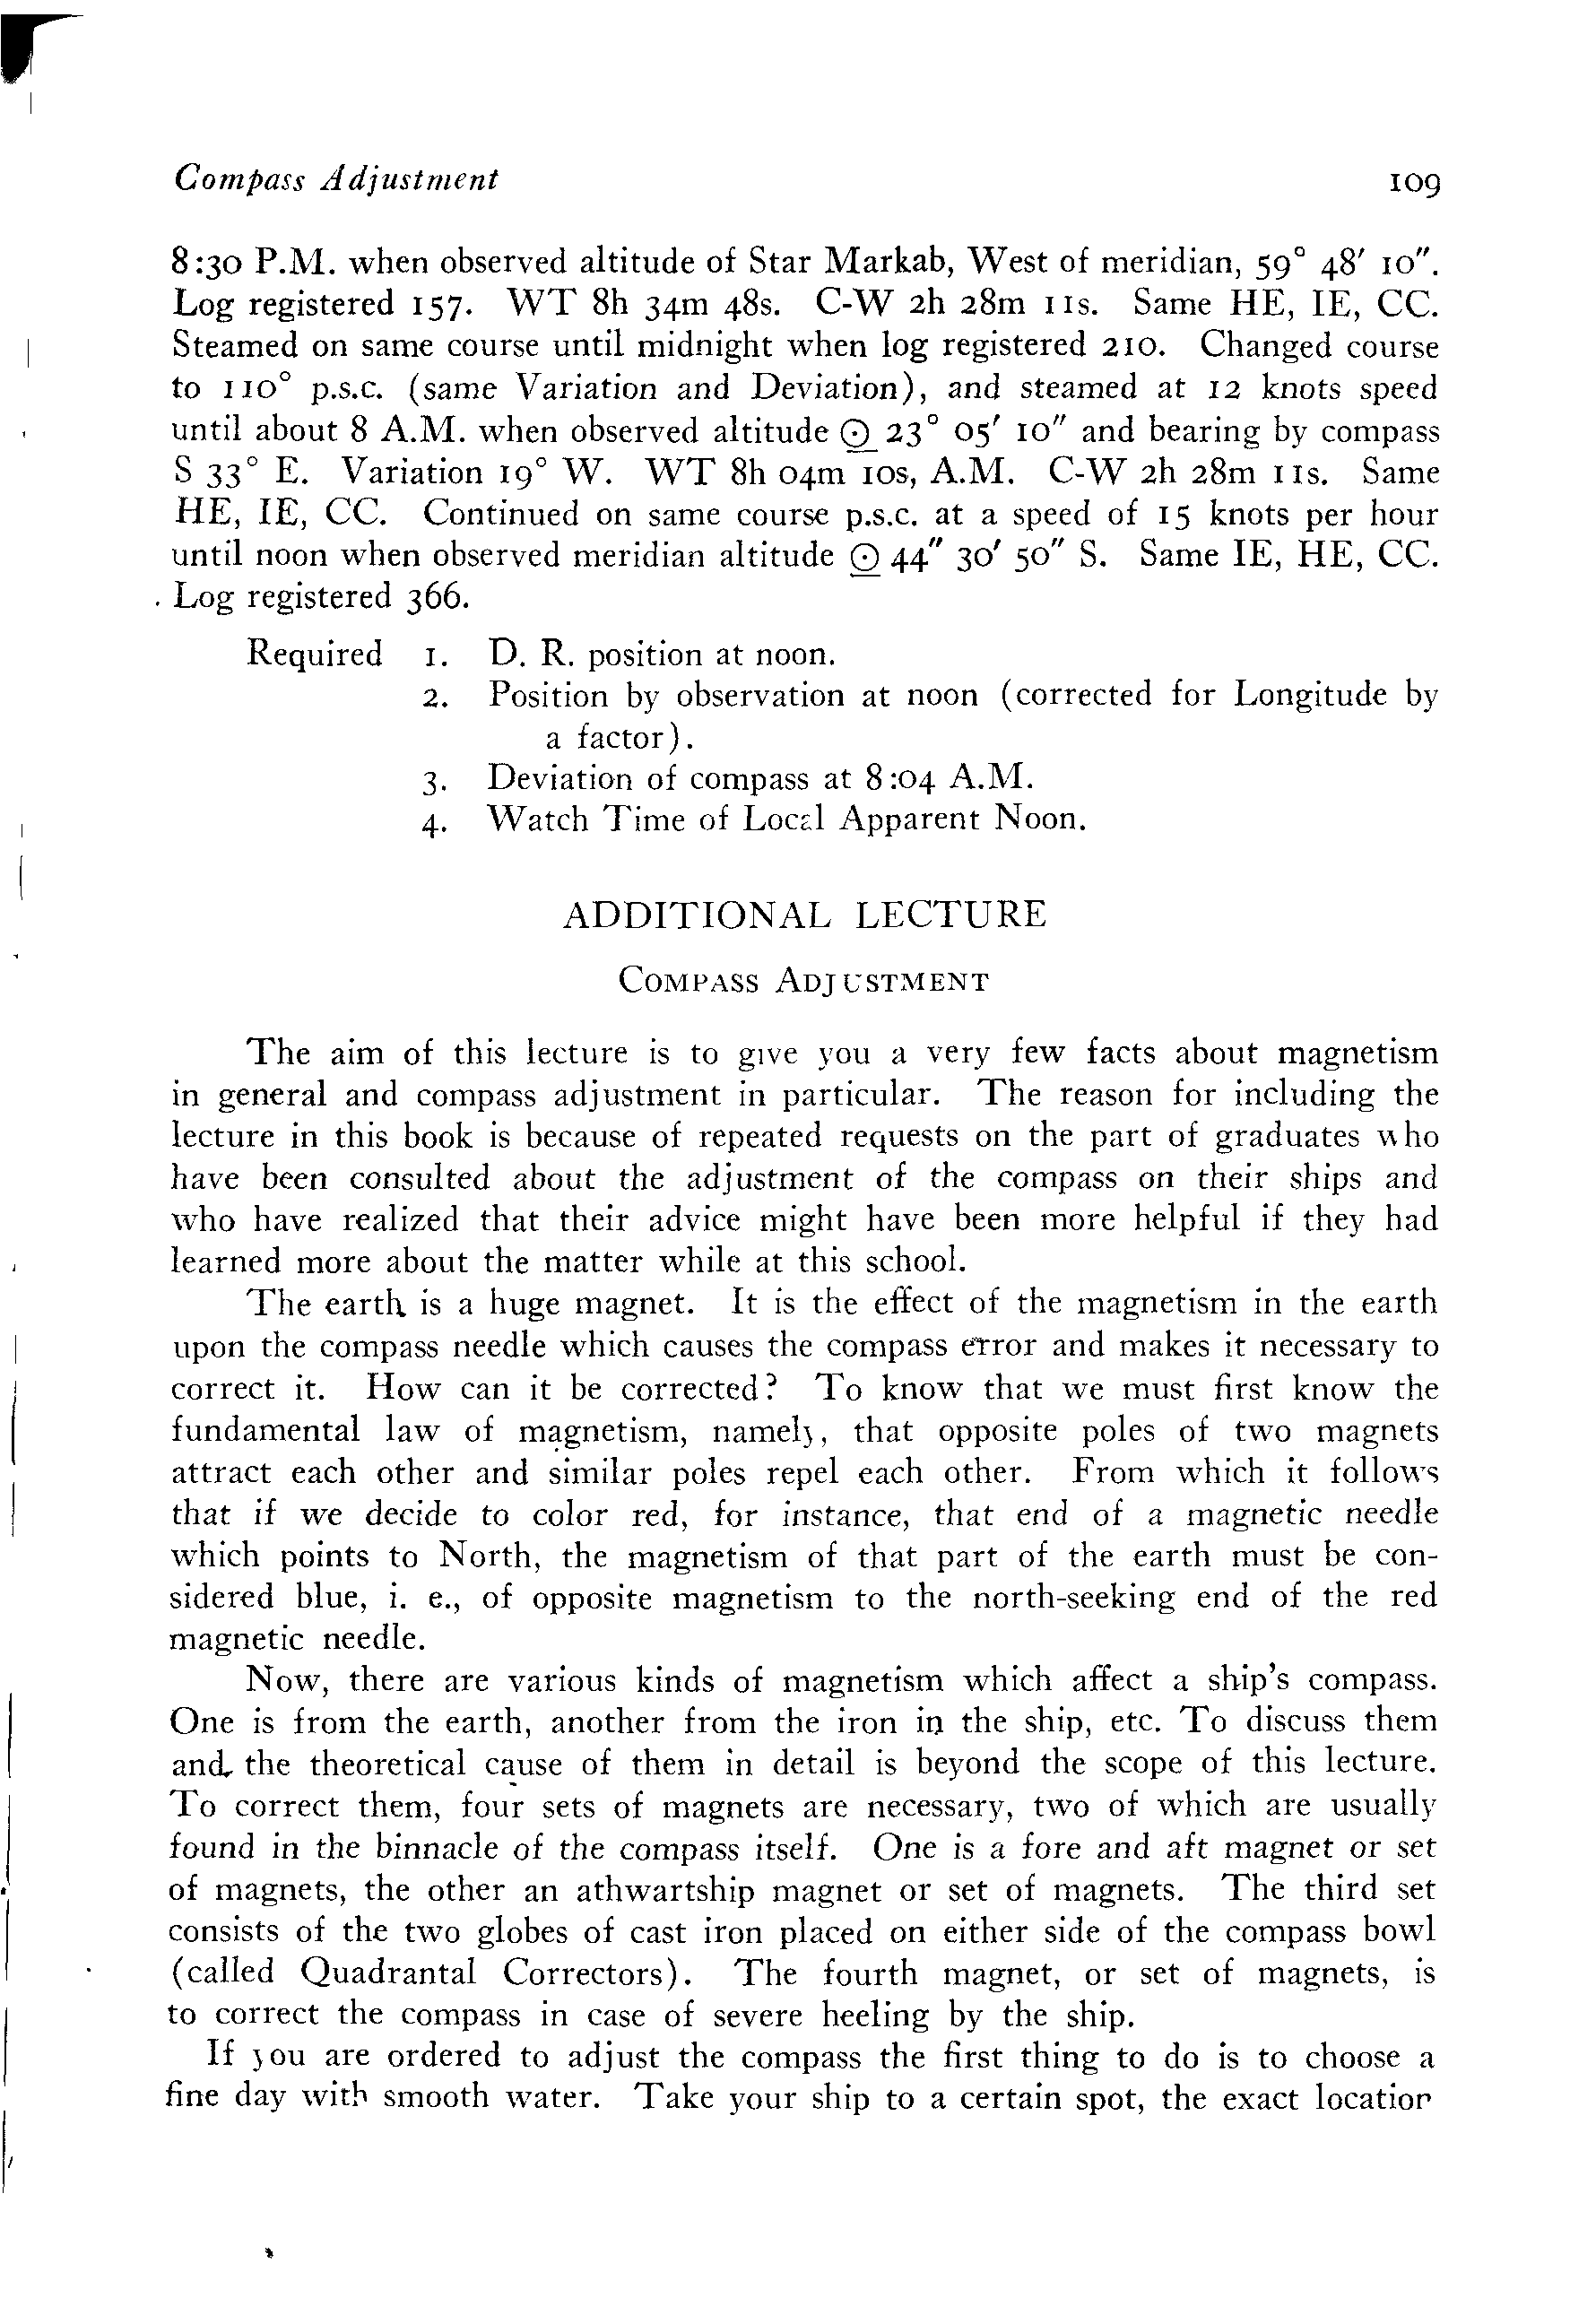 Compass Adjustment 109
8:30 P.M. when observed altitude of Star Markab, West of meridian, 59° 48′ 10″.
Log registered 157. WT 8h 34m 48s. C-W 2h 28m 11s. Same HE, IE, CC.
Steamed on same course until midnight when log registered 210. Changed course
to 110° p.s.c. (same Variation and Deviation), and steamed at 12 knots speed
until about 8 A.M. when observed altitude ☉ 23° 05′ 10″ and bearing by compass
S 33° E. Variation 19° W. WT 8h 04m 10s, A.M. C-W 2h 28m 11s. Same
HE, IE, CC. Continued on same course p.s.c. at a speed of 15 knots per hour
until noon when observed meridian altitude ☉ 44″ 30′ 50″ S. Same IE, HE, CC.
Log registered 366.
Required 1. D. R. position at noon.
2. Position by observation at noon (corrected for Longitude by
a factor).
3. Deviation of compass at 8:04 A.M.
4. Watch Time of Local Apparent Noon.
ADDITIONAL LECTURE
COMPASS ADJUSTMENT
The aim of this lecture is to give you a very few facts about magnetism
in general and compass adjustment in particular. The reason for including the
lecture in this book is because of repeated requests on the part of graduates who
have been consulted about the adjustment of the compass on their ships and
who have realized that their advice might have been more helpful if they had
learned more about the matter while at this school.
The earth is a huge magnet. It is the effect of the magnetism in the earth
upon the compass needle which causes the compass error and makes it necessary to
correct it. How can it be corrected? To know that we must first know the
fundamental law of magnetism, namely, that opposite poles of two magnets
attract each other and similar poles repel each other. From which it follows
that if we decide to color red, for instance, that end of a magnetic needle
which points to North, the magnetism of that part of the earth must be con-
sidered blue, i. e., of opposite magnetism to the north-seeking end of the red
magnetic needle.
Now, there are various kinds of magnetism which affect a ship's compass.
One is from the earth, another from the iron in the ship, etc. To discuss them
and the theoretical cause of them in detail is beyond the scope of this lecture.
To correct them, four sets of magnets are necessary, two of which are usually
found in the binnacle of the compass itself. One is a fore and aft magnet or set
of magnets, the other an athwartship magnet or set of magnets. The third set
consists of the two globes of cast iron placed on either side of the compass bowl
(called Quadrantal Correctors). The fourth magnet, or set of magnets, is
to correct the compass in case of severe heeling by the ship.
If you are ordered to adjust the compass the first thing to do is to choose a
fine day with smooth water. Take your ship to a certain spot, the exact location